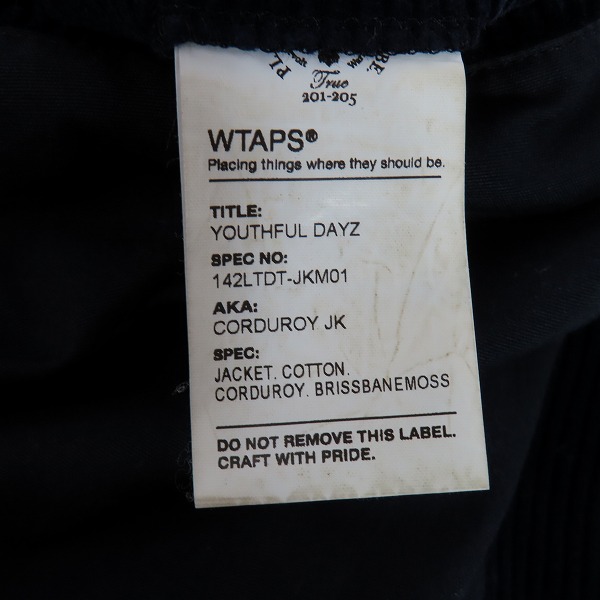 True
201-205
WTAPS®
Placing things where they should be.
TITLE:
YOUTHFUL DAYZ
SPEC NO:
142LTDT-JKM01
AKA:
CORDUROY JK
SPEC:
JACKET. COTTON.
CORDUROY. BRISSBANEMOSS
DO NOT REMOVE THIS LABEL.
CRAFT WITH PRIDE.